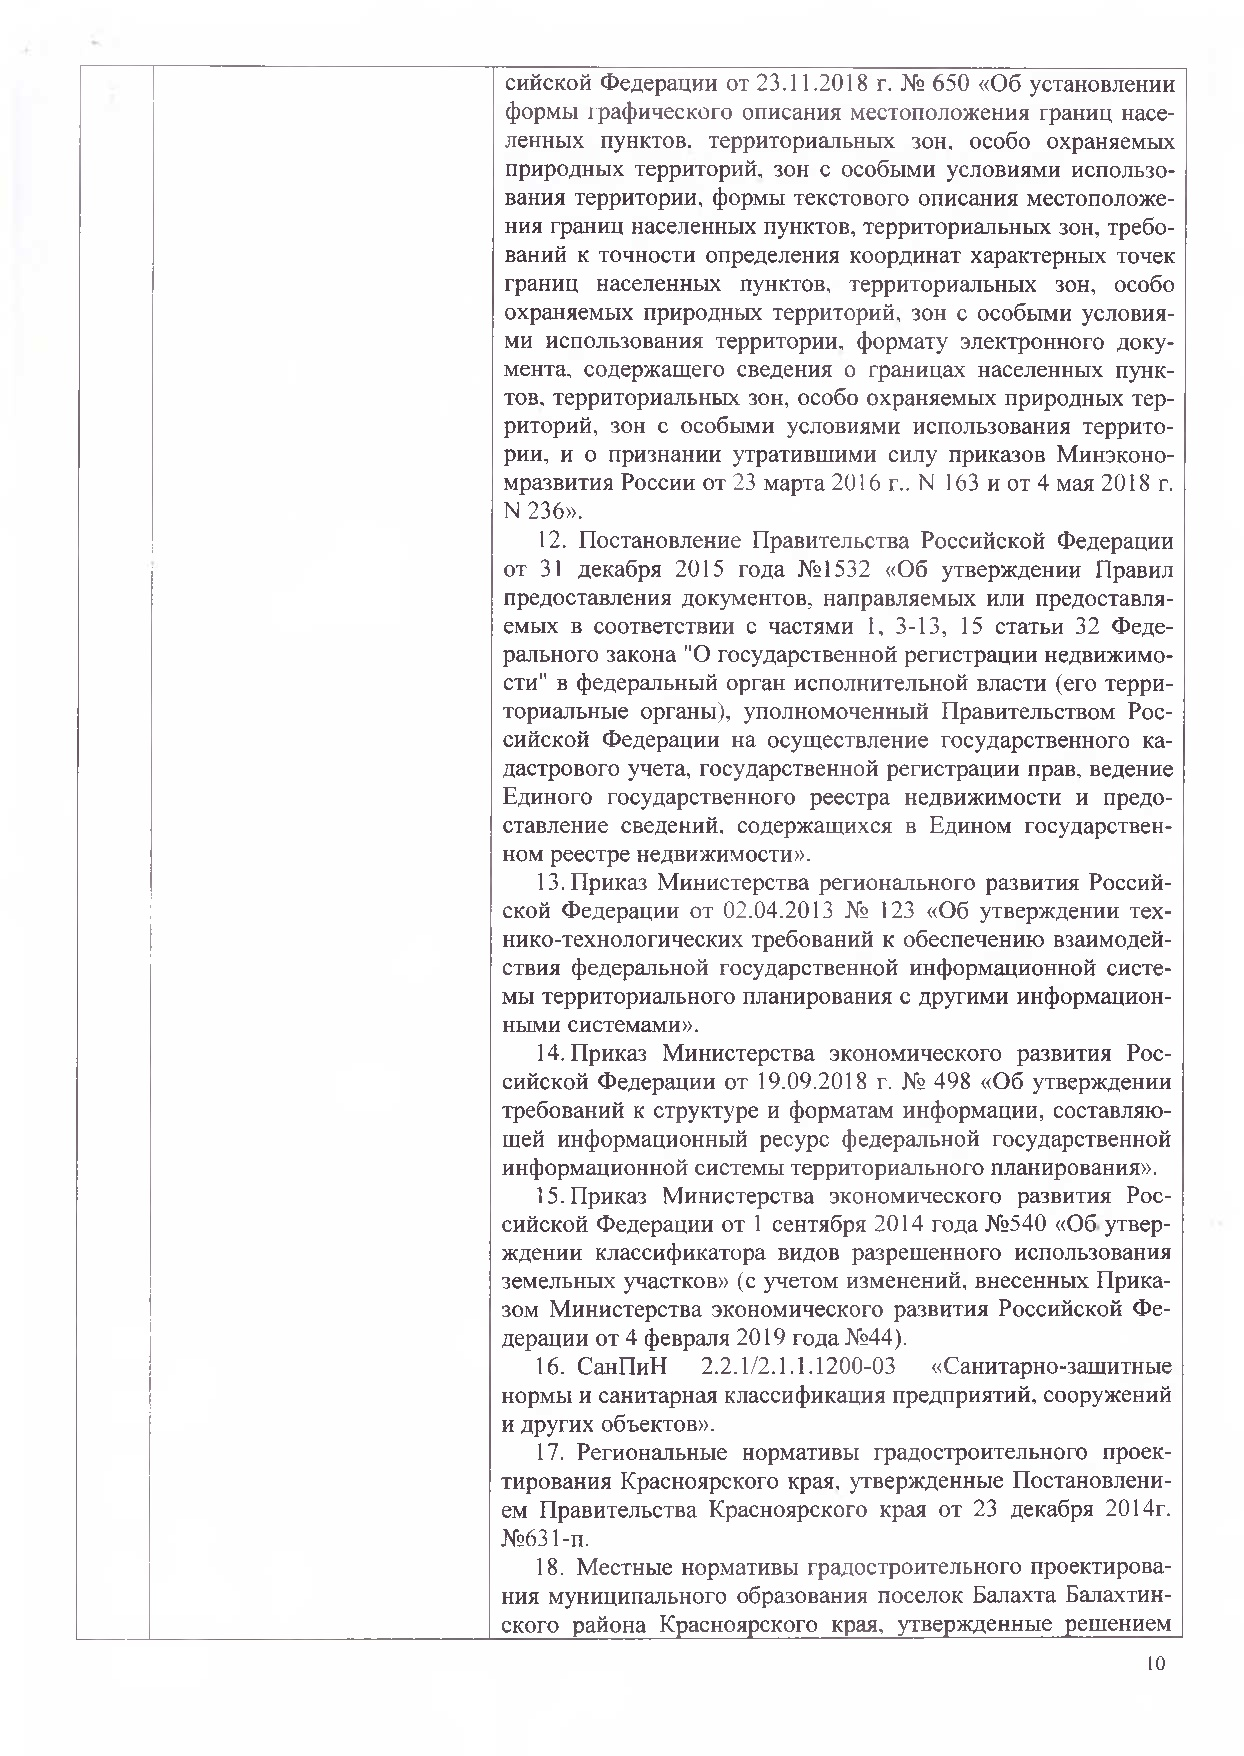 сийской Федерации от 23.11.2018 г. № 650 «Об установлении
формы графического описания местоположения границ насе-
ленных пунктов, территориальных зон, особо охраняемых
природных территорий, зон с особыми условиями использо-
вания территории, формы текстового описания местоположе-
ния границ населенных пунктов, территориальных зон, требо-
ваний к точности определения координат характерных точек
границ населенных пунктов, территориальных зон, особо
охраняемых природных территорий, зон с особыми условия-
ми использования территории, формату электронного доку-
мента, содержащего сведения о границах населенных пунк-
тов, территориальных зон, особо охраняемых природных тер-
риторий, зон с особыми условиями использования террито-
рии, и о признании утратившими силу приказов Минэконо-
мразвития России от 23 марта 2016 г.. N 163 и от 4 мая 2018 г.
N 236».
12. Постановление Правительства Российской Федерации
от 31 декабря 2015 года №1532 «Об утверждении Правил
предоставления документов, направляемых или предоставля-
емых в соответствии с частями 1, 3-13, 15 статьи 32 Феде-
рального закона "О государственной регистрации недвижимо-
сти" в федеральный орган исполнительной власти (его терри-
ториальные органы), уполномоченный Правительством Рос-
сийской Федерации на осуществление государственного ка-
дастрового учета, государственной регистрации прав, ведение
Единого государственного реестра недвижимости и предо-
ставление сведений, содержащихся в Едином государствен-
ном реестре недвижимости».
13. Приказ Министерства регионального развития Россий-
ской Федерации от 02.04.2013 № 123 «Об утверждении тех-
нико-технологических требований к обеспечению взаимодей-
ствия федеральной государственной информационной систе-
мы территориального планирования с другими информацион-
ными системами».
14. Приказ Министерства экономического развития Рос-
сийской Федерации от 19.09.2018 г. № 498 «Об утверждении
требований к структуре и форматам информации, составляю-
щей информационный ресурс федеральной государственной
информационной системы территориального планирования».
15. Приказ Министерства экономического развития Рос-
сийской Федерации от 1 сентября 2014 года №540 «Об утвер-
ждении классификатора видов разрешенного использования
земельных участков» (с учетом изменений, внесенных Прика-
зом Министерства экономического развития Российской Фе-
дерации от 4 февраля 2019 года №44).
16. СанПиН 2.2.1/2.1.1.1200-03 «Санитарно-защитные
нормы и санитарная классификация предприятий, сооружений
и других объектов».
17. Региональные нормативы градостроительного проек-
тирования Красноярского края, утвержденные Постановлени-
ем Правительства Красноярского края от 23 декабря 2014г.
№631-п.
18. Местные нормативы градостроительного проектирова-
ния муниципального образования поселок Балахта Балахтин-
ского района Красноярского края, утвержденные решением
10